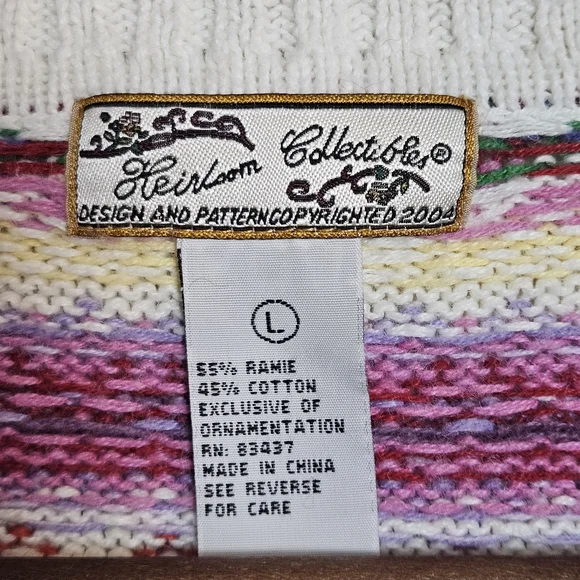 Heirloom Collectibles®
DESIGN AND PATTERNCOPYRIGHTED 2004
L
55% RAMIE
45% COTTON
EXCLUSIVE OF
ORNAMENTATION
RN: 83437
MADE IN CHINA
SEE REVERSE
FOR CARE